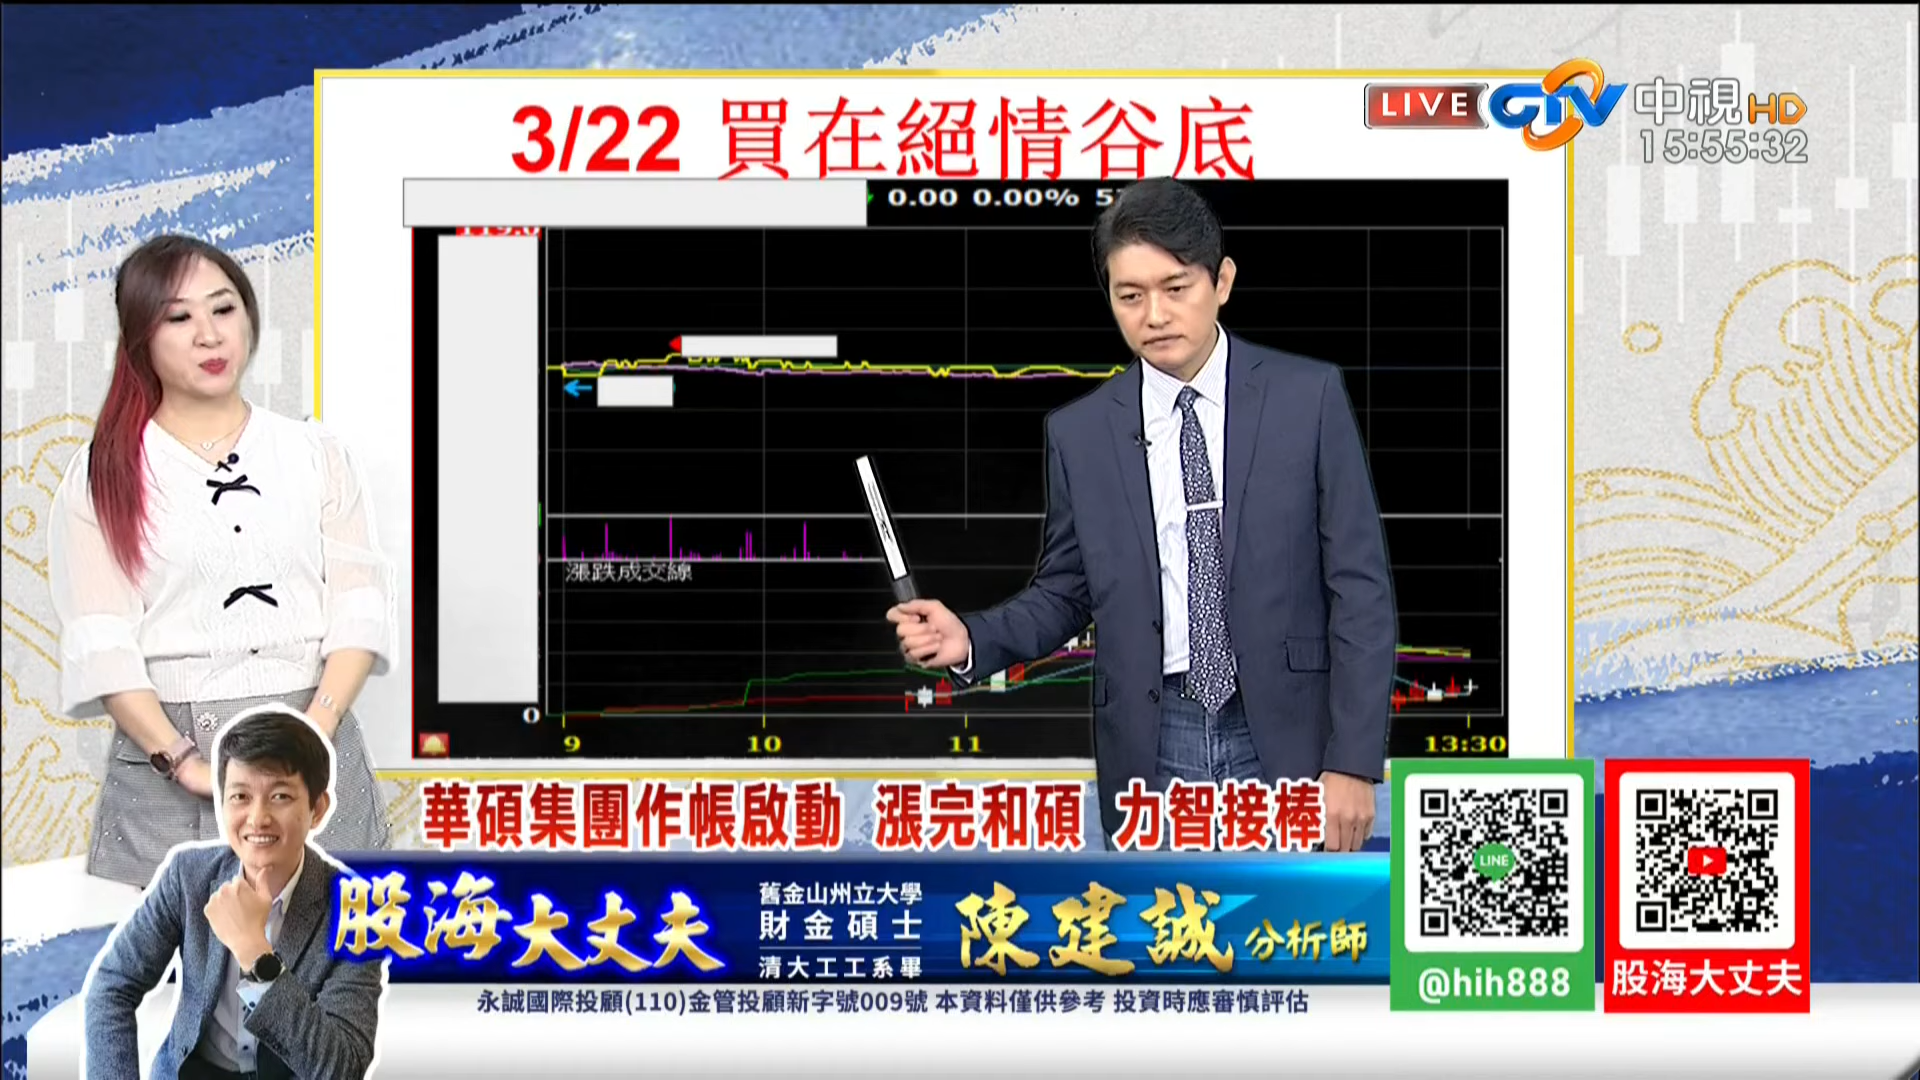 3/22 買在絕情谷底
LIVE CTV 中視HD
15:55:32
0.00 0.00%
漲跌成交線
0
9 10 11 13:30
華碩集團作帳啟動 漲完和碩 力智接棒
股海大丈夫
舊金山州立大學
財金碩士
清大工工系畢
陳建誠 分析師
永誠國際投顧(110)金管投顧新字號009號 本資料僅供參考 投資時應審慎評估
LINE
@hih888
股海大丈夫